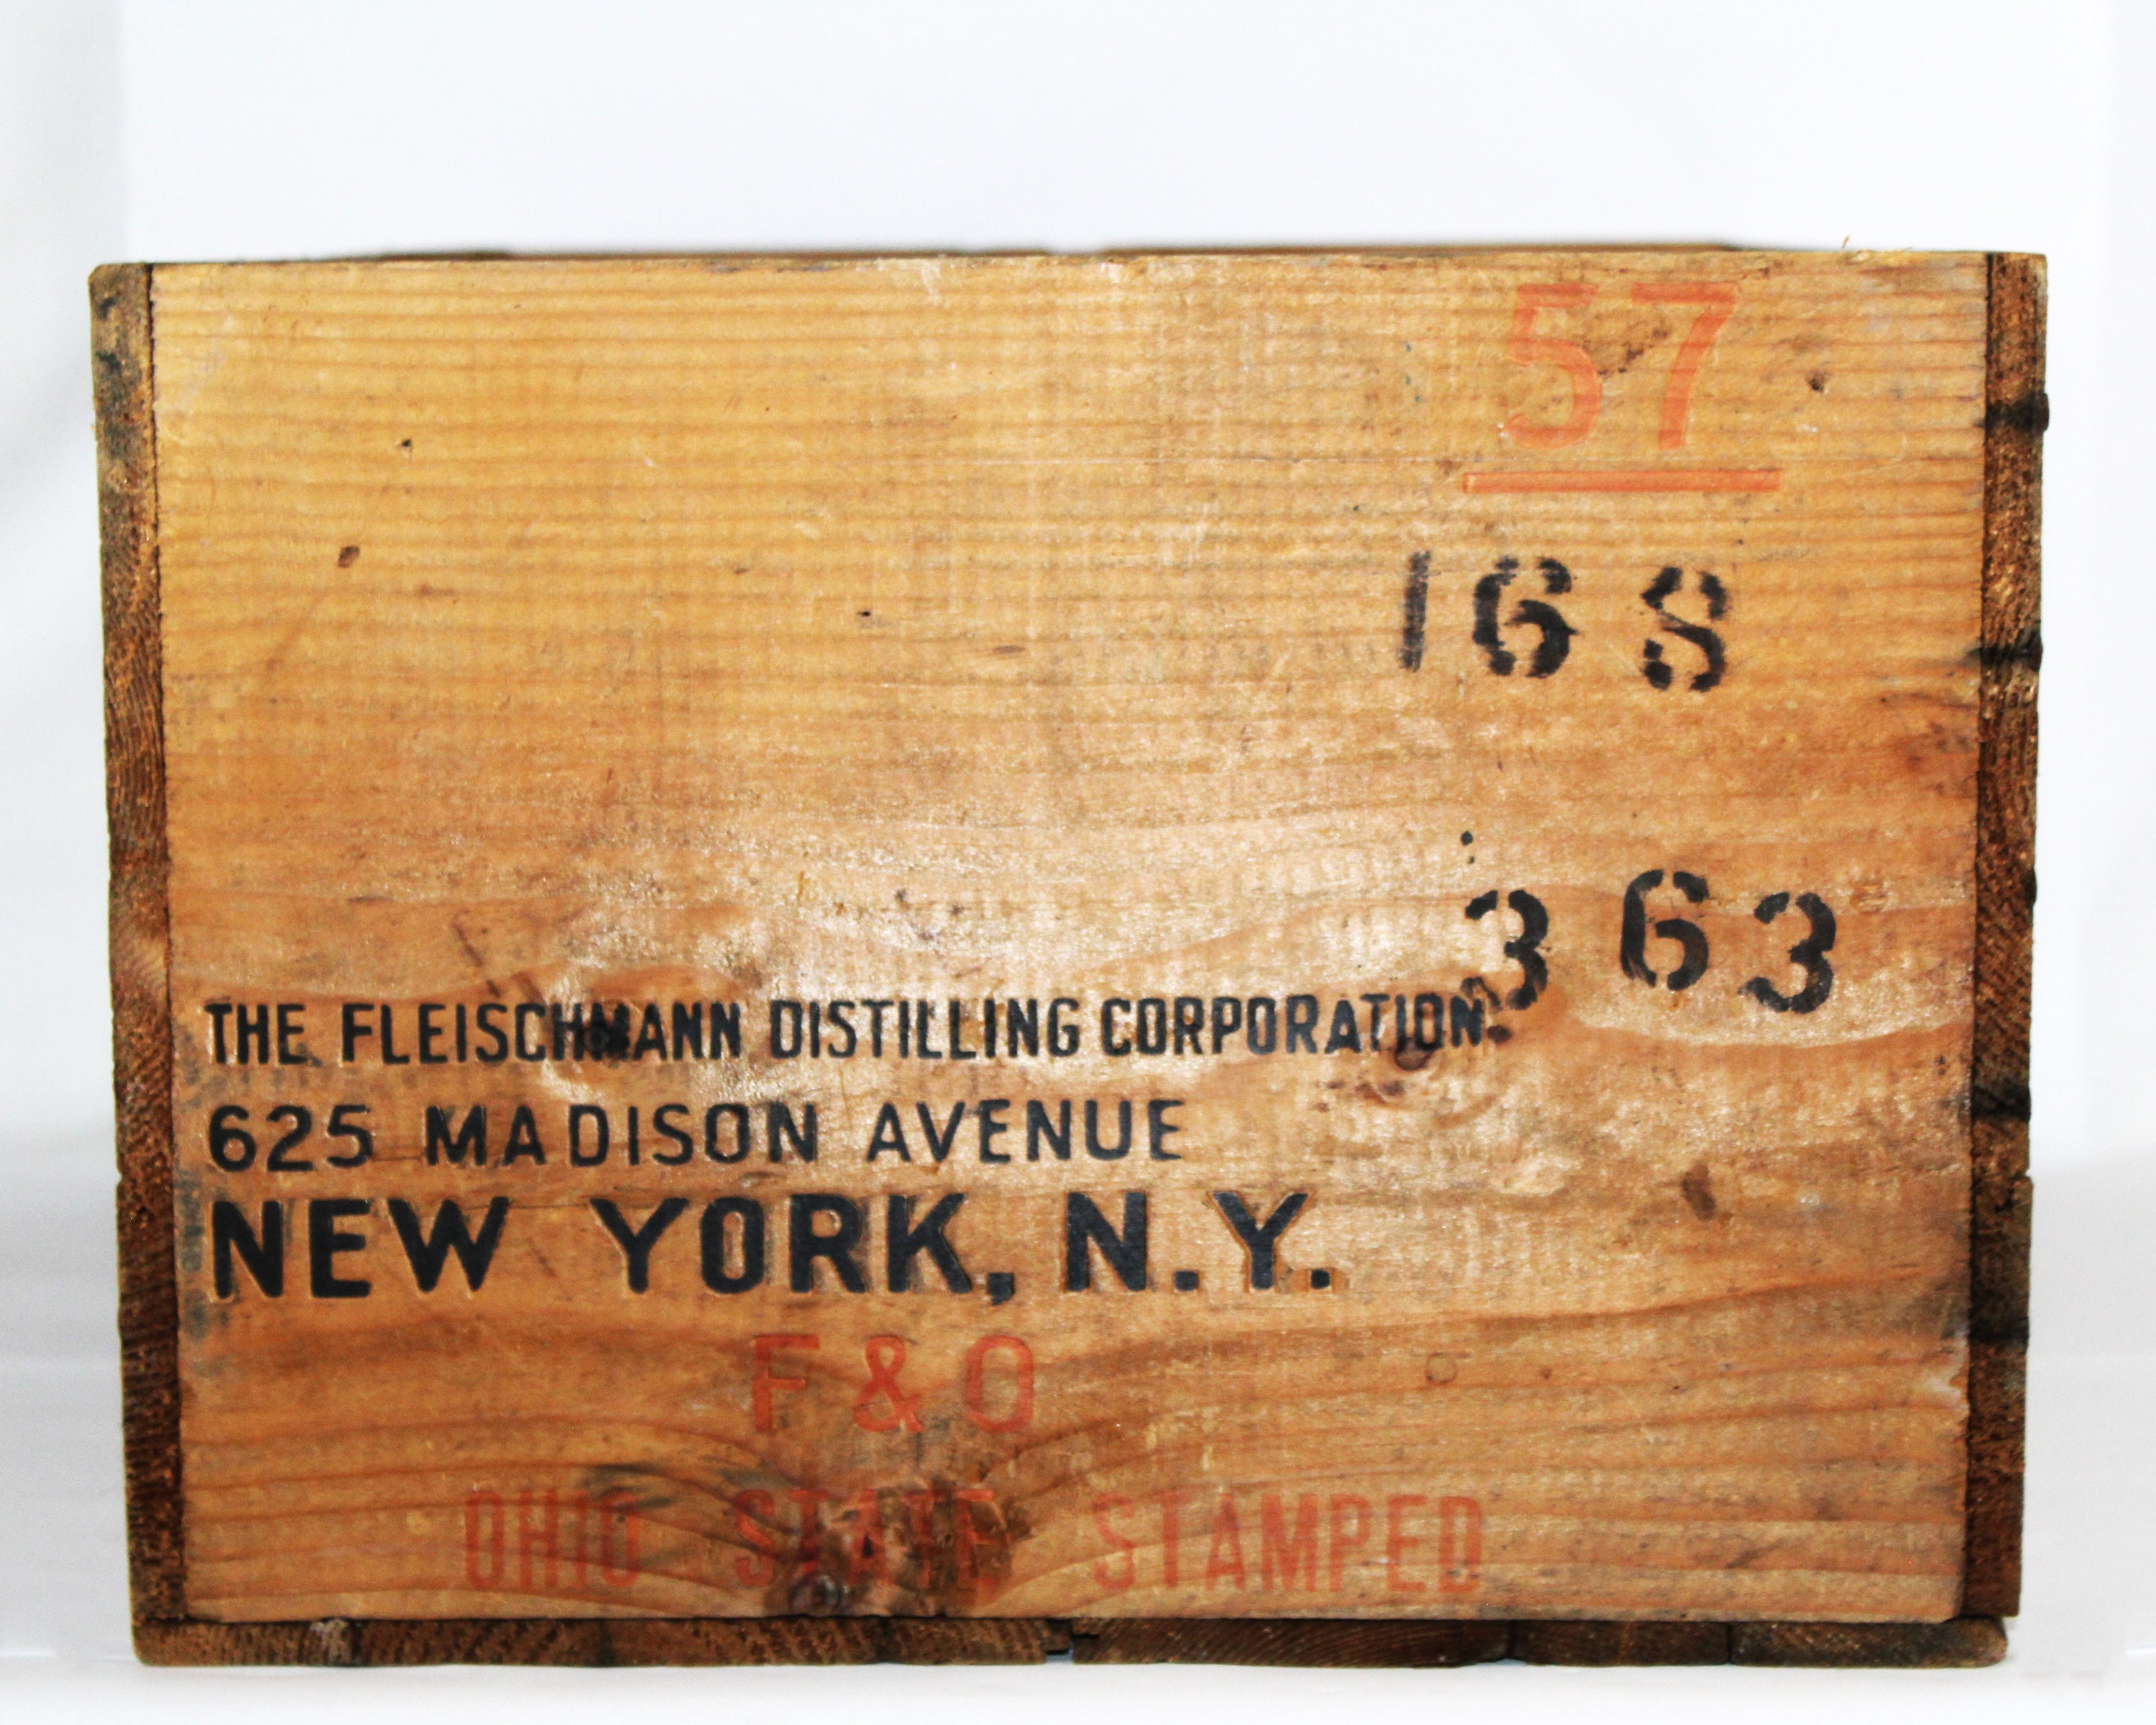 57
168
363
THE FLEISCHMANN DISTILLING CORPORATION
625 MADISON AVENUE
NEW YORK, N.Y.
F & O
OHIO STATE STAMPED